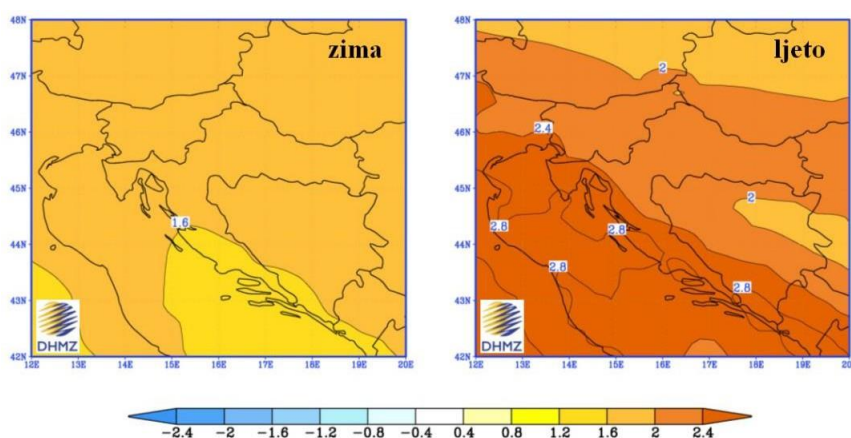 zima
ljeto
48N
47N
46N
45N
44N
43N
42N
12E 13E 14E 15E 16E 17E 18E 19E 20E
1.6
DHMZ
48N
47N
46N
45N
44N
43N
42N
12E 13E 14E 15E 16E 17E 18E 19E 20
2
2.4
2
2.8
2.8
2.8
2.8
DHMZ
-2.4 -2 -1.6 -1.2 -0.8 -0.4 0.4 0.8 1.2 1.6 2 2.4